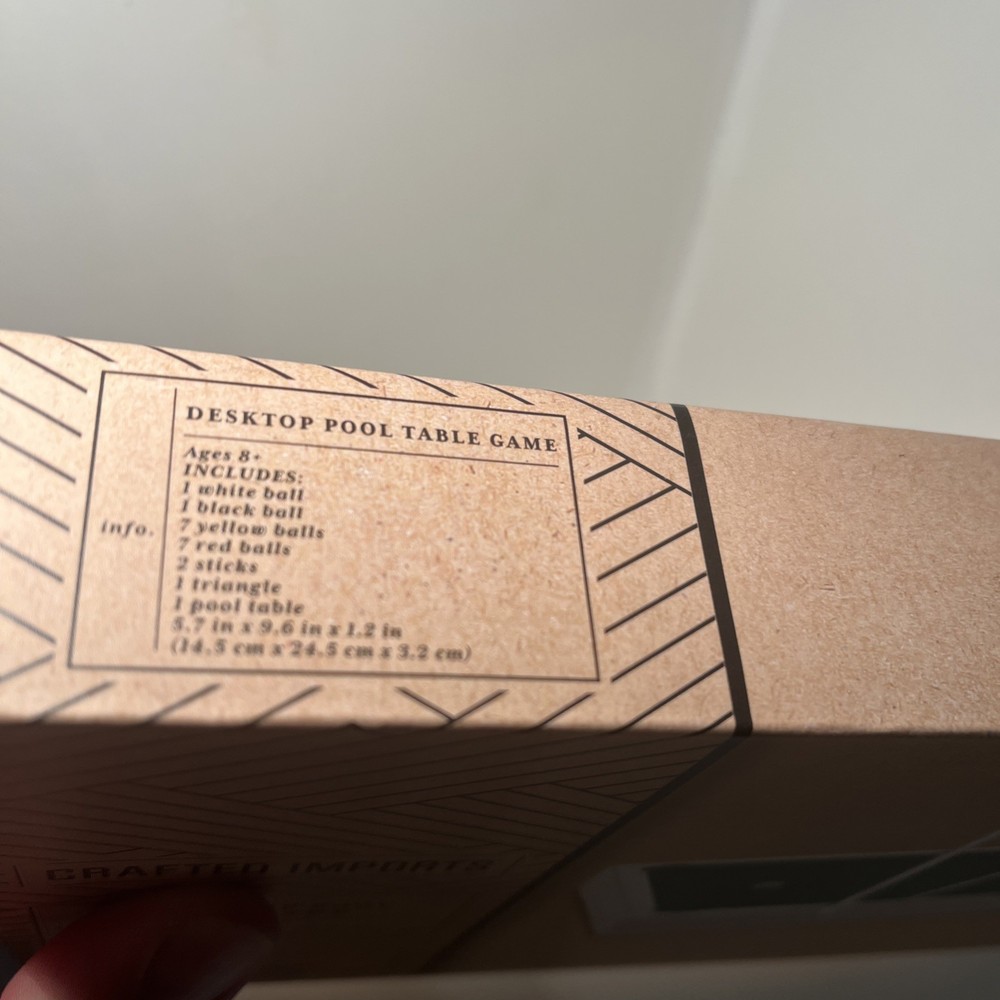 DESKTOP POOL TABLE GAME
Ages 8+
INCLUDES:
1 white ball
1 black ball
7 yellow balls
7 red balls
2 sticks
1 triangle
1 pool table
5.7 in x 9.6 in x 1.2 in
(14.5 cm x 24.5 cm x 3.2 cm)
info.
CRAFTED IMPORTS